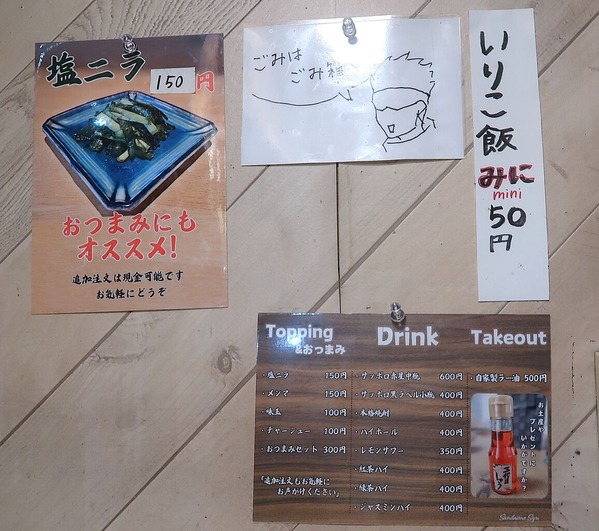 塩ニラ 150円
おつまみにも
オススメ!
追加注文は現金可能です
お気軽にどうぞ
ごみは
ごみ箱
いりこ飯
みに
mini
50円
Topping
&おつまみ
・塩ニラ 150円
・メンマ 150円
・味玉 100円
・チャーシュー 100円
・おつまみセット 300円
「追加注文もお気軽に
お声かけください」
Drink
・サッポロ赤星中瓶 600円
・サッポロ黒ラベル小瓶 400円
・本格焼酎 400円
・ハイボール 400円
・レモンサワー 350円
・紅茶ハイ 400円
・緑茶ハイ 400円
・ジャスミンハイ 400円
Takeout
・自家製ラー油 500円
お土産や
プレゼントに
いかがですか?